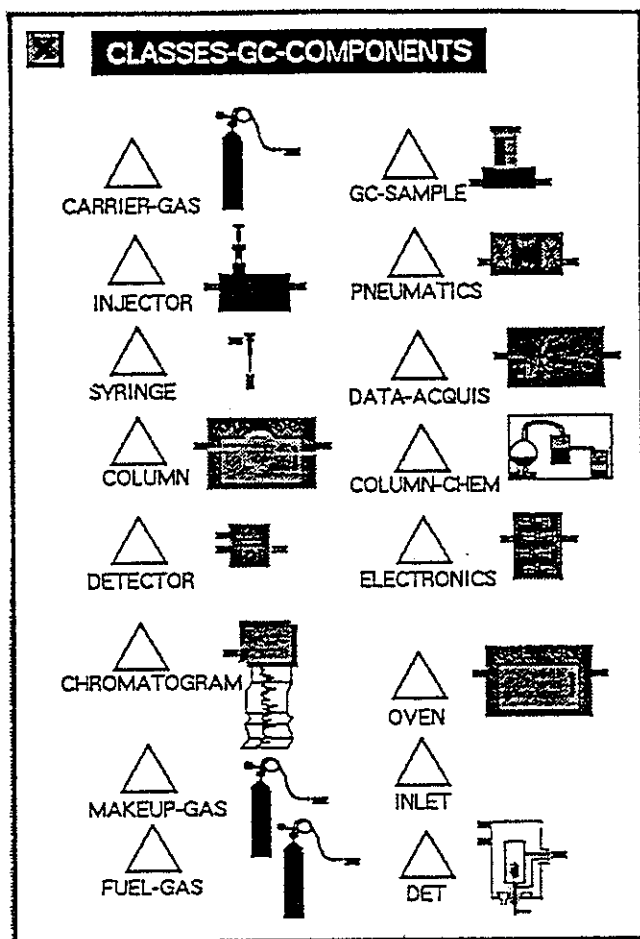 CLASSES-GC-COMPONENTS
CARRIER-GAS
GC-SAMPLE
INJECTOR
PNEUMATICS
SYRINGE
DATA-ACQUIS
COLUMN
COLUMN-CHEM
DETECTOR
ELECTRONICS
CHROMATOGRAM
OVEN
MAKEUP-GAS
INLET
FUEL-GAS
DET